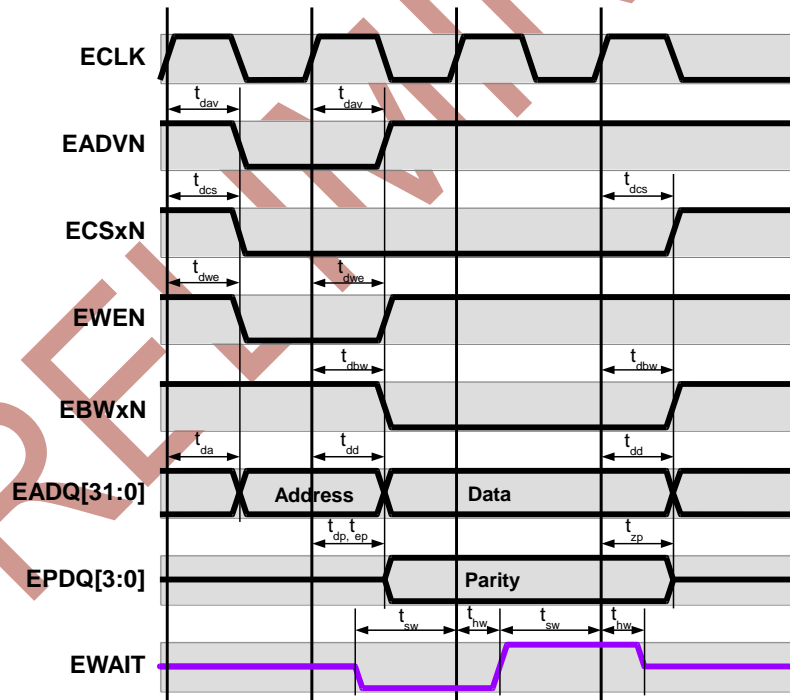 ECLK
t dav t dav
EADVN
t dcs t dcs
ECSxN
t dwe t dwe
EWEN
t dbw t dbw
EBWxN
t da t dd t dd
EADQ[31:0] Address Data
t dp, t ep t zp
EPDQ[3:0] Parity
t sw t hw t sw t hw
EWAIT